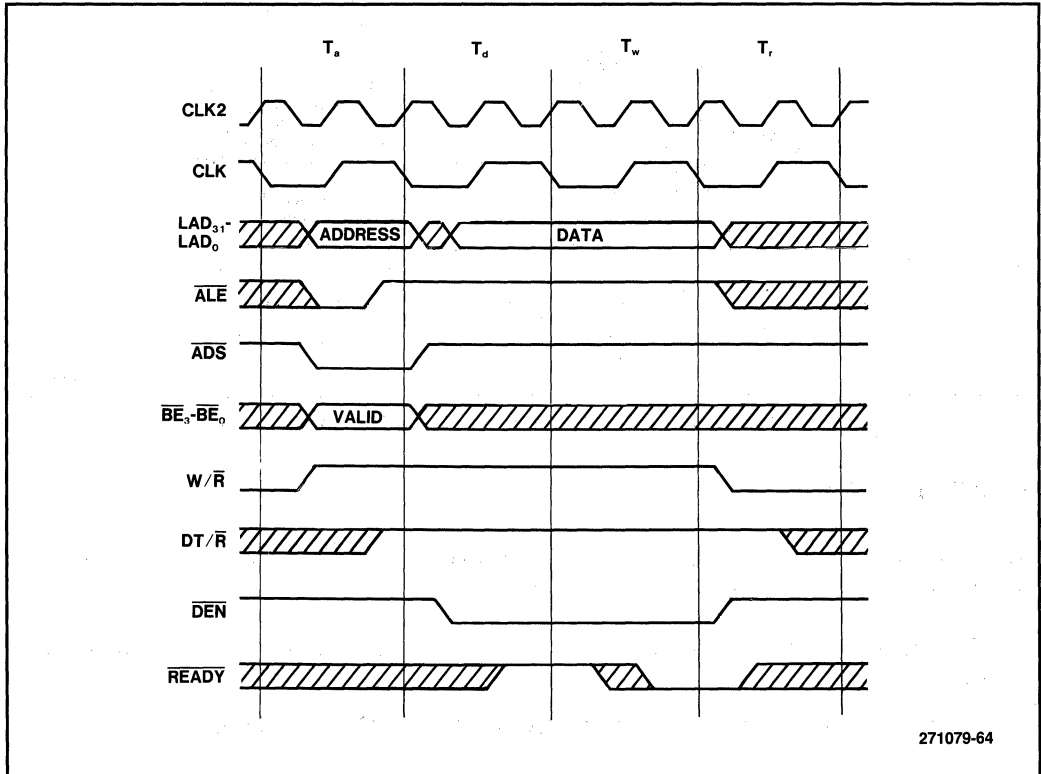 Ta Td Tw Tr
CLK2
CLK
LAD31-
LAD0
ADDRESS
DATA
ALE
ADS
BE3-BE0
VALID
W/R
DT/R
DEN
READY
271079-64